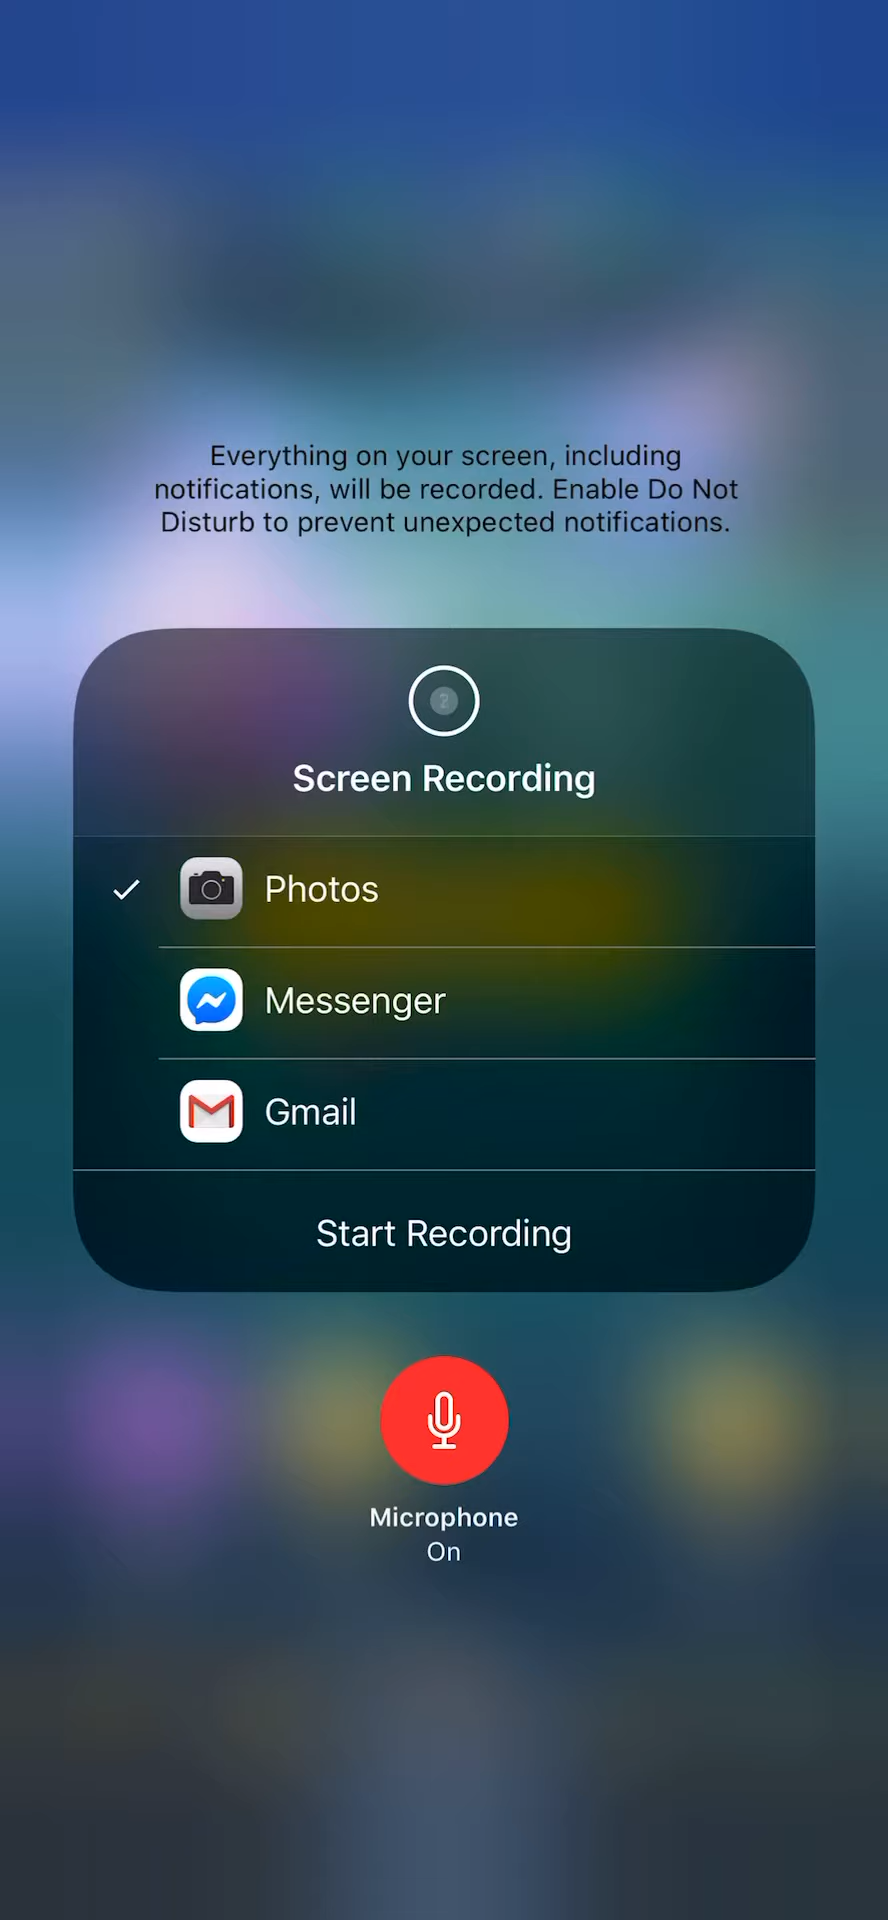 Everything on your screen, including
notifications, will be recorded. Enable Do Not
Disturb to prevent unexpected notifications.
2
Screen Recording
Photos
Messenger
Gmail
Start Recording
Microphone
On